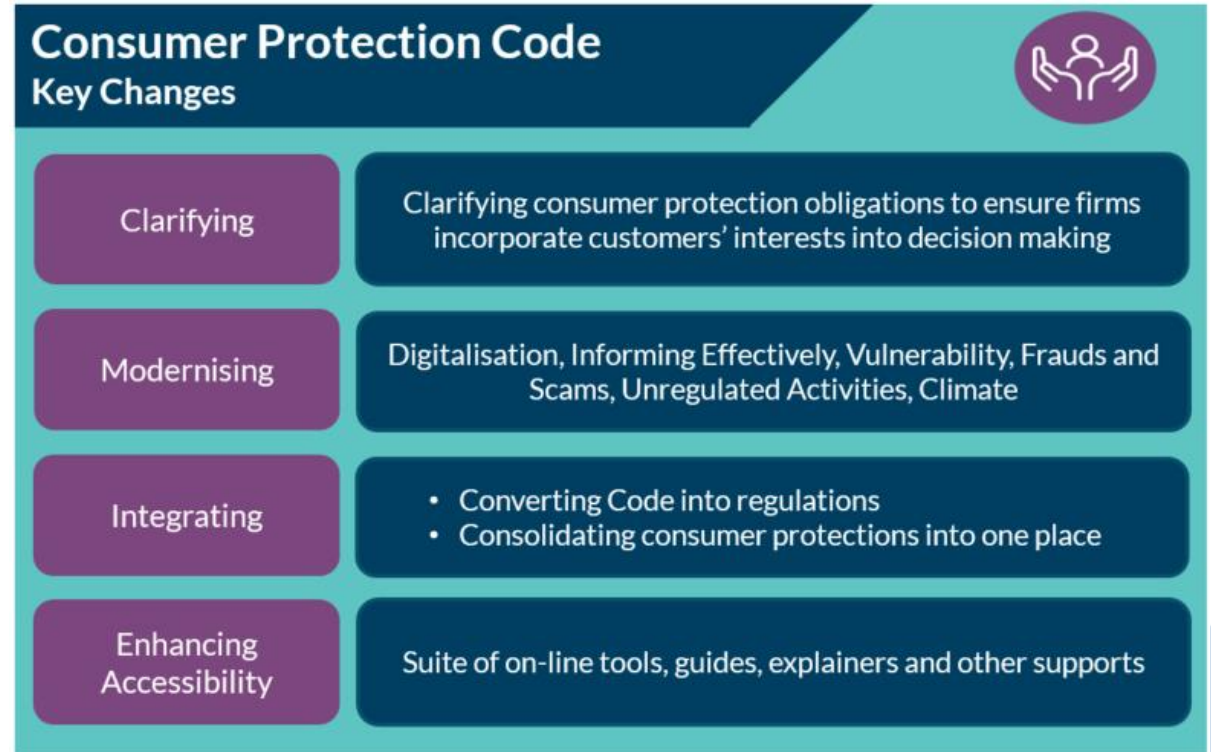 Consumer Protection Code
Key Changes
Clarifying
Clarifying consumer protection obligations to ensure firms
incorporate customers’ interests into decision making
Modernising
Digitalisation, Informing Effectively, Vulnerability, Frauds and
Scams, Unregulated Activities, Climate
Integrating
• Converting Code into regulations
• Consolidating consumer protections into one place
Enhancing
Accessibility
Suite of on-line tools, guides, explainers and other supports